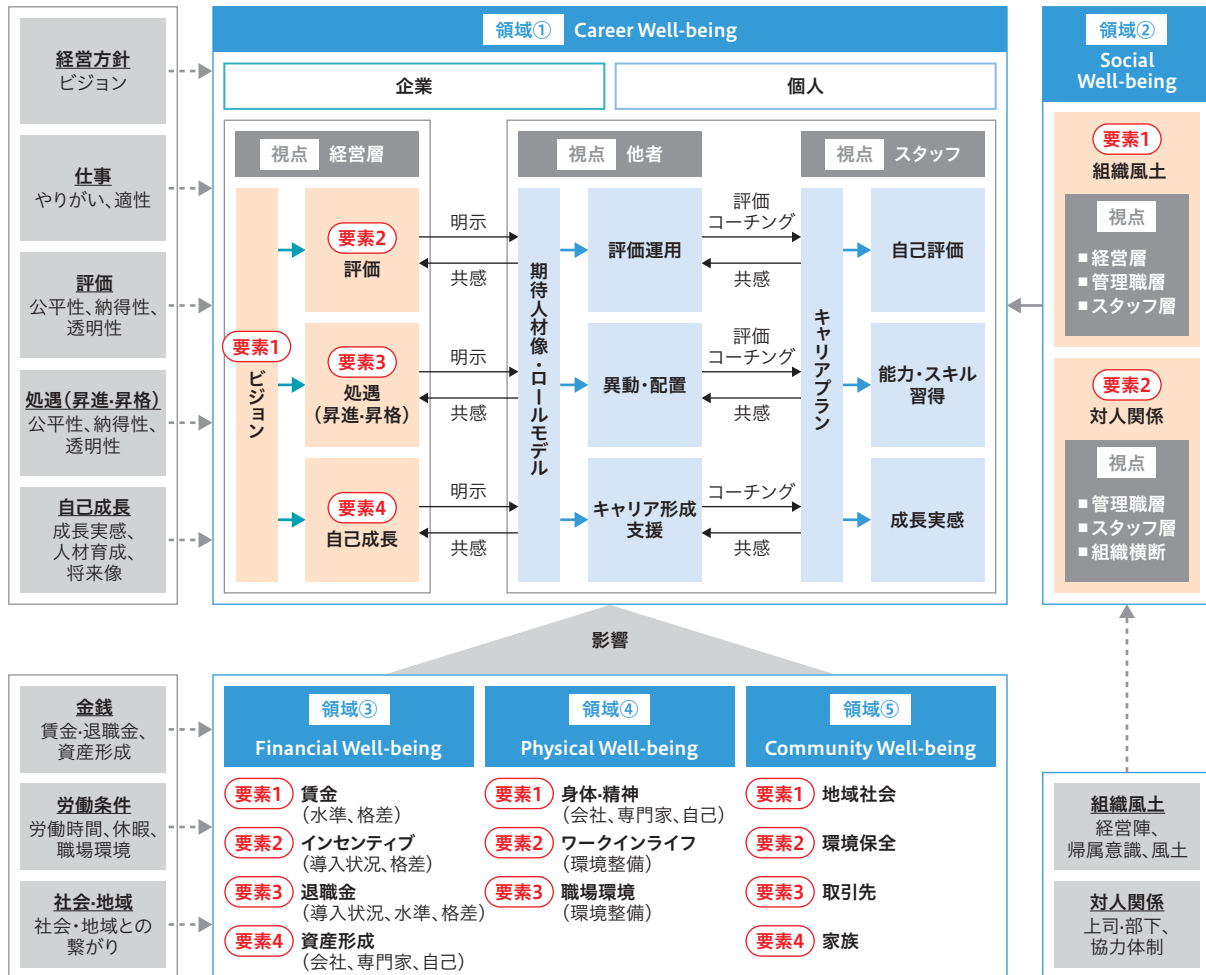 経営方針
ビジョン
仕事
やりがい、適性
評価
公平性、納得性、
透明性
処遇(昇進・昇格)
公平性、納得性、
透明性
自己成長
成長実感、
人材育成、
将来像
領域① Career Well-being
企業
個人
視点 経営層
視点 他者
視点 スタッフ
要素1
ビジョン
要素2
評価
要素3
処遇
(昇進・昇格)
要素4
自己成長
明示
共感
明示
共感
明示
共感
期待人材像・ロールモデル
評価運用
異動・配置
キャリア形成
支援
評価
コーチング
共感
評価
コーチング
共感
コーチング
共感
キャリアプラン
自己評価
能力・スキル
習得
成長実感
領域②
Social
Well-being
要素1
組織風土
視点
■経営層
■管理職層
■スタッフ層
要素2
対人関係
視点
■管理職層
■スタッフ層
■組織横断
影響
金銭
賃金・退職金、
資産形成
労働条件
労働時間、休暇、
職場環境
社会・地域
社会・地域との
繋がり
領域③
Financial Well-being
要素1 賃金
(水準、格差)
要素2 インセンティブ
(導入状況、格差)
要素3 退職金
(導入状況、水準、格差)
要素4 資産形成
(会社、専門家、自己)
領域④
Physical Well-being
要素1 身体・精神
(会社、専門家、自己)
要素2 ワークインライフ
(環境整備)
要素3 職場環境
(環境整備)
領域⑤
Community Well-being
要素1 地域社会
要素2 環境保全
要素3 取引先
要素4 家族
組織風土
経営陣、
帰属意識、風土
対人関係
上司・部下、
協力体制